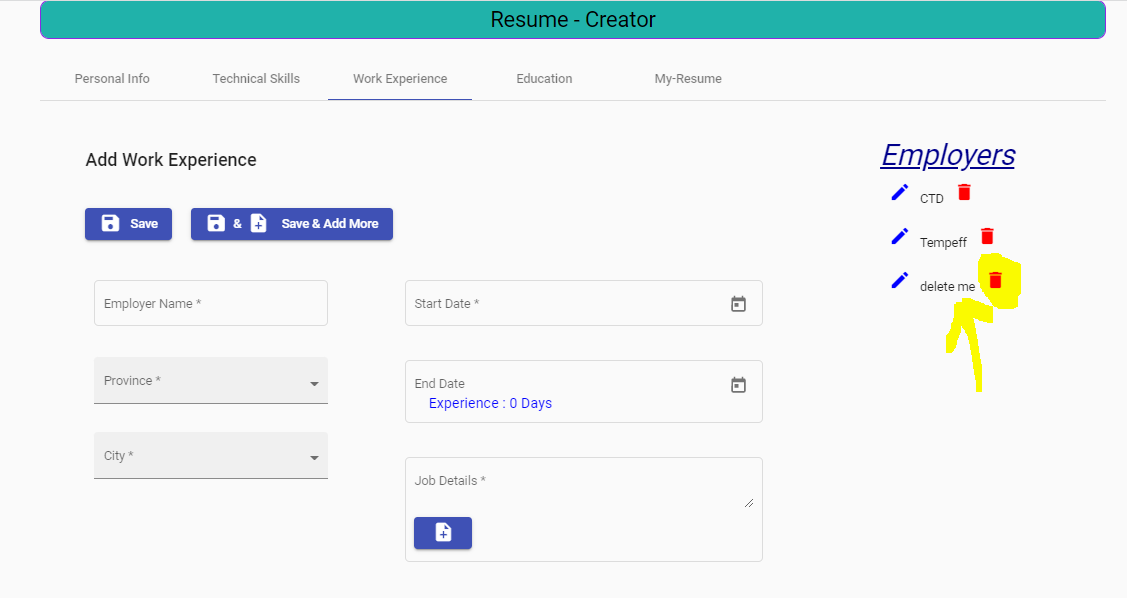 Resume - Creator
Personal Info Technical Skills Work Experience Education My-Resume
Add Work Experience
Save
& Save & Add More
Employer Name *
Province *
City *
Start Date *
End Date
Experience : 0 Days
Job Details *
Employers
CTD
Tempeff
delete me